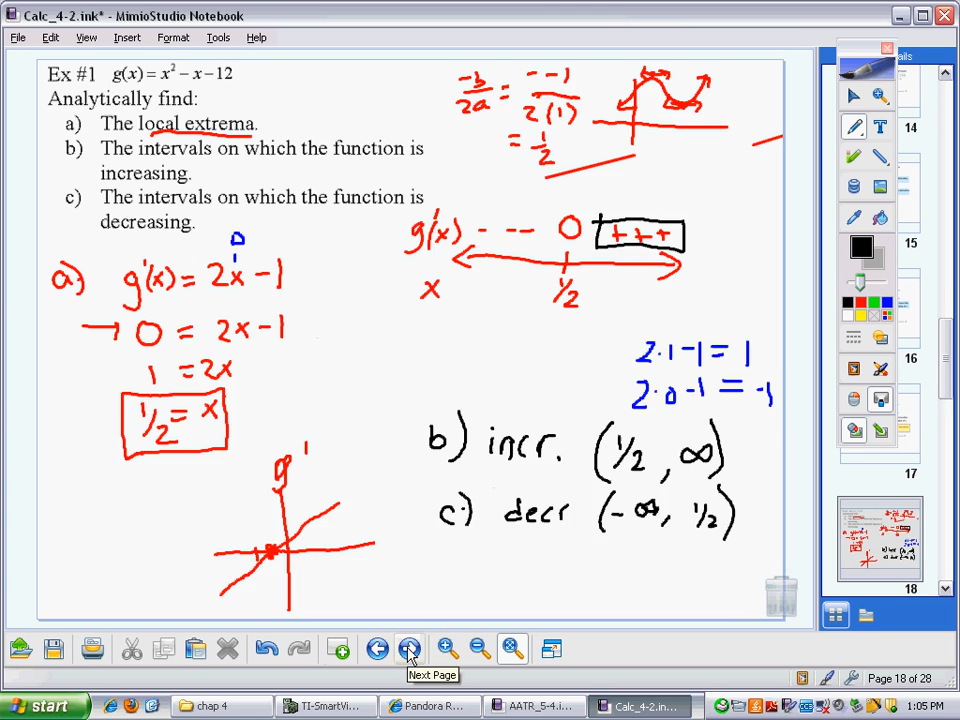 Calc_4-2.ink* - MimioStudio Notebook
File Edit View Insert Format Tools Help
Ex #1 g(x) = x² − x − 12
Analytically find:
a) The local extrema.
b) The intervals on which the function is
increasing.
c) The intervals on which the function is
decreasing.
-b/2a = --1/2(1)
= 1/2
g'(x) - -- 0 +++
x 1/2
0
a) g'(x) = 2x-1
→ 0 = 2x-1
1 = 2x
1/2 = x
g'
2·1-1 = 1
2·0-1 = -1
b) incr. (1/2, ∞)
c.) decr (-∞, 1/2)
ails
14
15
16
17
18
Next Page
Page 18 of 28
start
chap 4
TI-SmartVi...
Pandora R...
AATR_5-4....
Calc_4-2.in...
1:05 PM